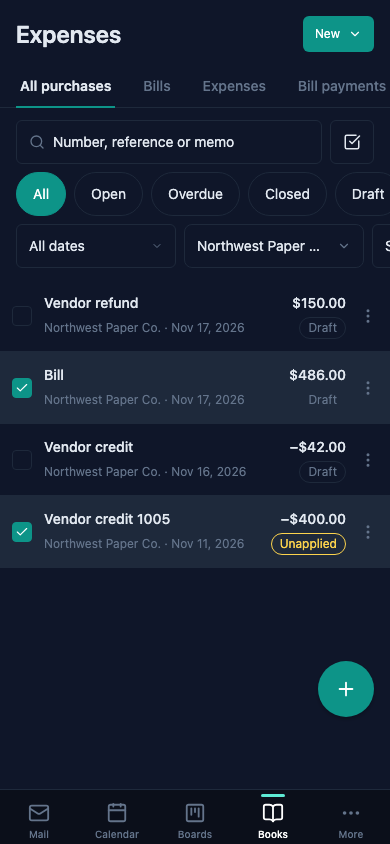 Expenses
New
All purchases Bills Expenses Bill payments
Number, reference or memo
All Open Overdue Closed Draft
All dates Northwest Paper ...
Vendor refund $150.00
Northwest Paper Co. · Nov 17, 2026 Draft
Bill $486.00
Northwest Paper Co. · Nov 17, 2026 Draft
Vendor credit –$42.00
Northwest Paper Co. · Nov 16, 2026 Draft
Vendor credit 1005 –$400.00
Northwest Paper Co. · Nov 11, 2026 Unapplied
Mail Calendar Boards Books More